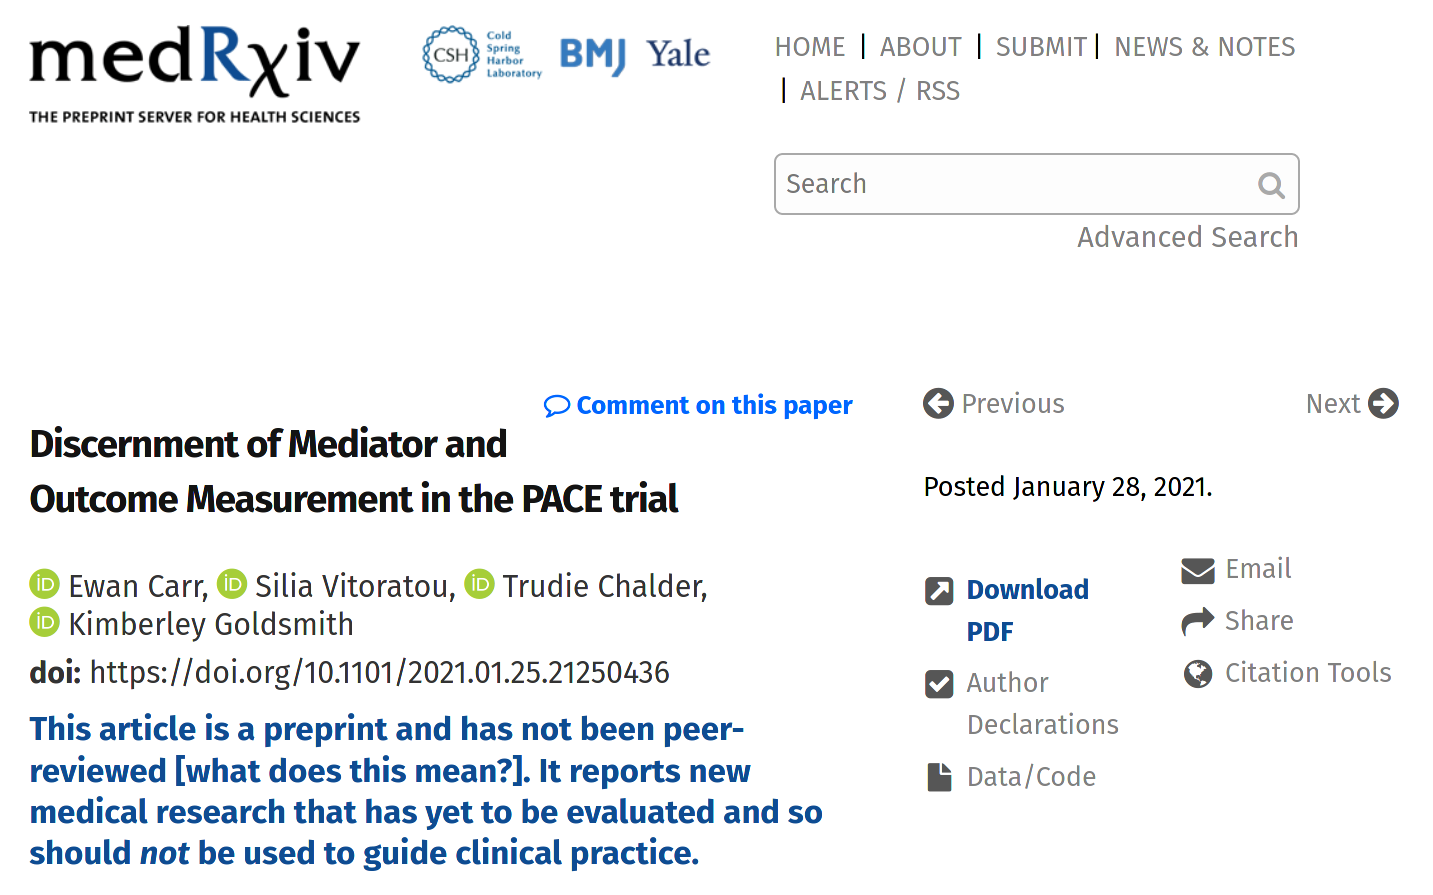 medRxiv
THE PREPRINT SERVER FOR HEALTH SCIENCES
CSH
Cold
Spring
Harbor
Laboratory
BMJ
Yale
HOME | ABOUT | SUBMIT | NEWS & NOTES
| ALERTS / RSS
Search
Advanced Search
Comment on this paper
Discernment of Mediator and
Outcome Measurement in the PACE trial
iD Ewan Carr, iD Silia Vitoratou, iD Trudie Chalder,
iD Kimberley Goldsmith
doi: https://doi.org/10.1101/2021.01.25.21250436
This article is a preprint and has not been peer-
reviewed [what does this mean?]. It reports new
medical research that has yet to be evaluated and so
should not be used to guide clinical practice.
Previous
Next
Posted January 28, 2021.
Download
PDF
Author
Declarations
Data/Code
Email
Share
Citation Tools